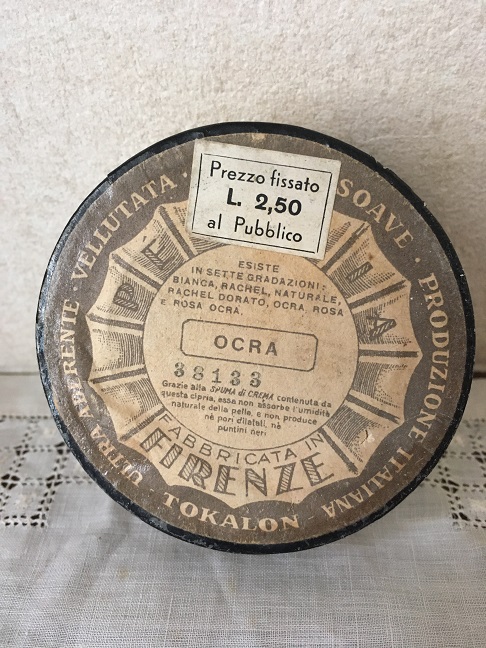 Prezzo fissato
L. 2,50
al Pubblico
ULTRA ADERENTE · VELLUTATA ·
SOAVE · PRODUZIONE ITALIANA
TOKALON
ESISTE
IN SETTE GRADAZIONI:
BIANCA, RACHEL, NATURALE,
RACHEL DORATO, OCRA, ROSA
E ROSA OCRA.
OCRA
38133
Grazie alla SPUMA di CREMA contenuta da
questa cipria, essa non assorbe l'umidità
naturale della pelle, e non produce
nè pori dilatati, nè
puntini neri
FABBRICATA IN
FIRENZE